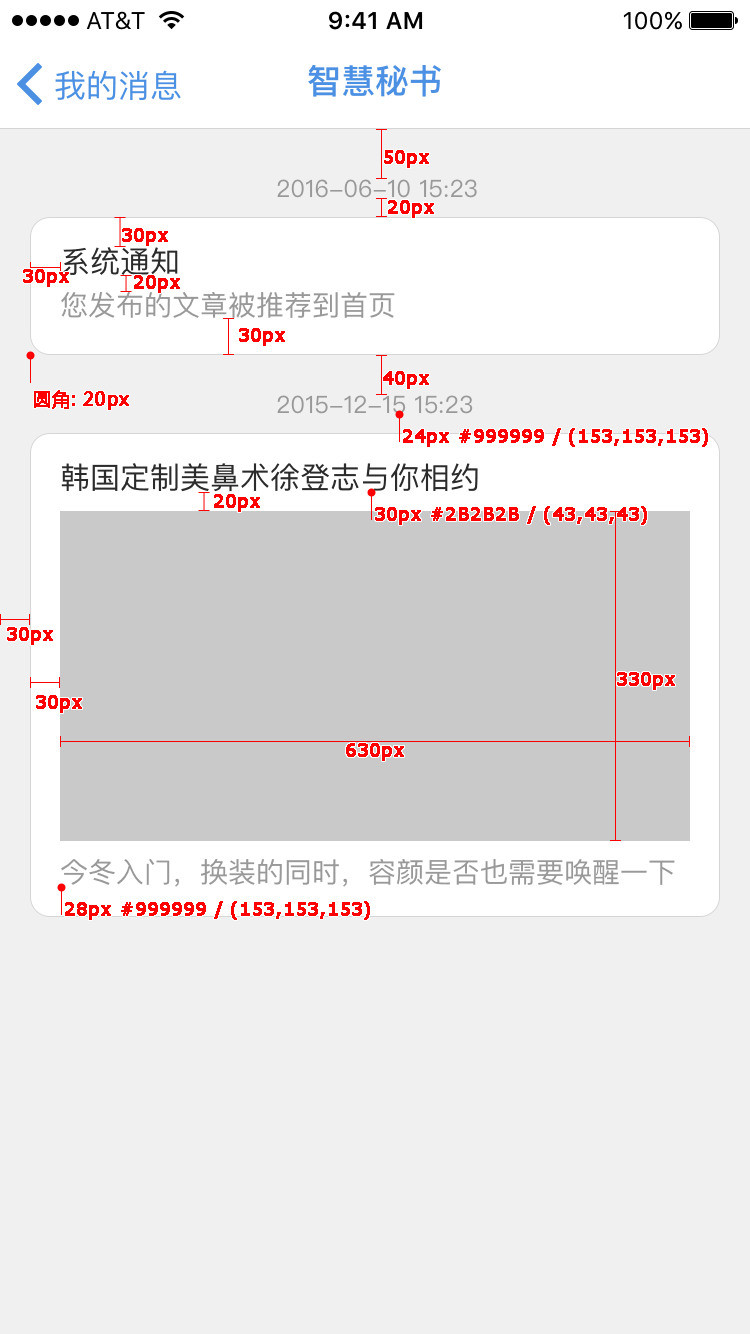 AT&T 9:41 AM 100%
我的消息 智慧秘书
50px
2016-06-10 15:23
20px
30px
系统通知
30px
20px
您发布的文章被推荐到首页
30px
40px
圆角: 20px
2015-12-15 15:23
24px #999999 / (153,153,153)
韩国定制美鼻术徐登志与你相约
20px
30px #2B2B2B / (43,43,43)
30px
330px
30px
630px
今冬入门，换装的同时，容颜是否也需要唤醒一下
28px #999999 / (153,153,153)